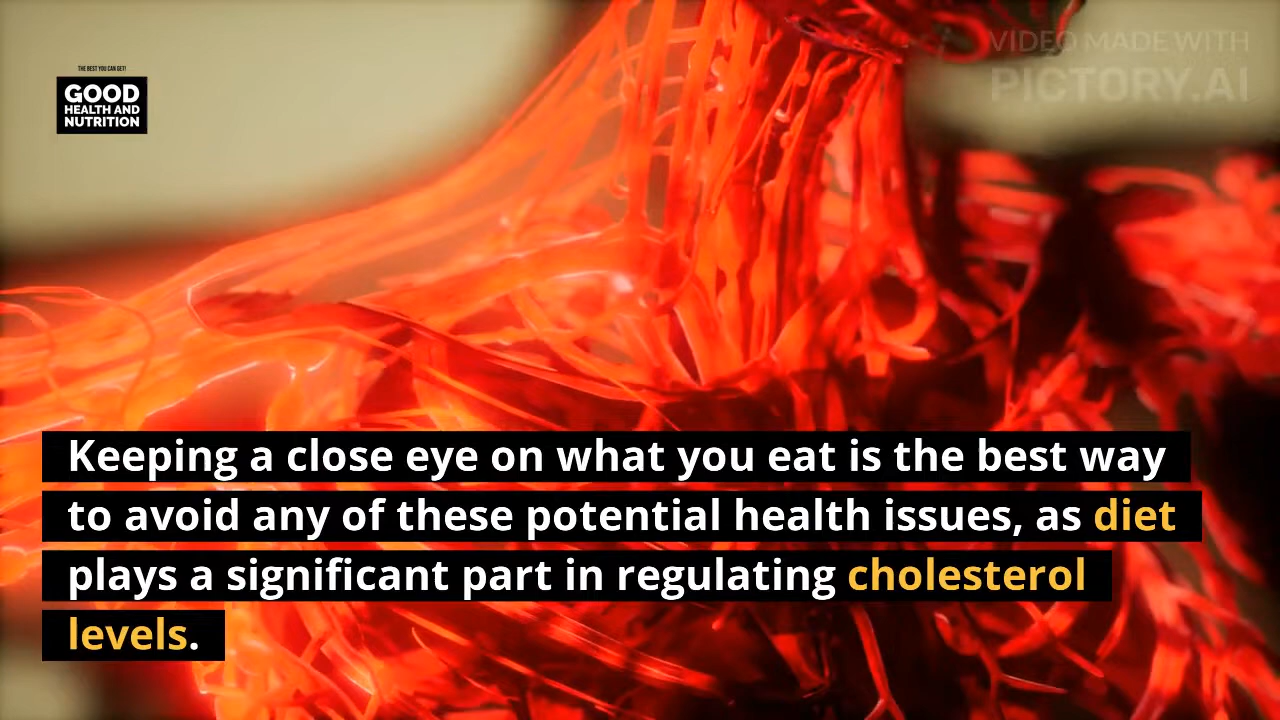 THE BEST YOU CAN GET!
GOOD
HEALTH AND
NUTRITION
VIDEO MADE WITH
PICTORY.AI
Keeping a close eye on what you eat is the best way
to avoid any of these potential health issues, as diet
plays a significant part in regulating cholesterol
levels.